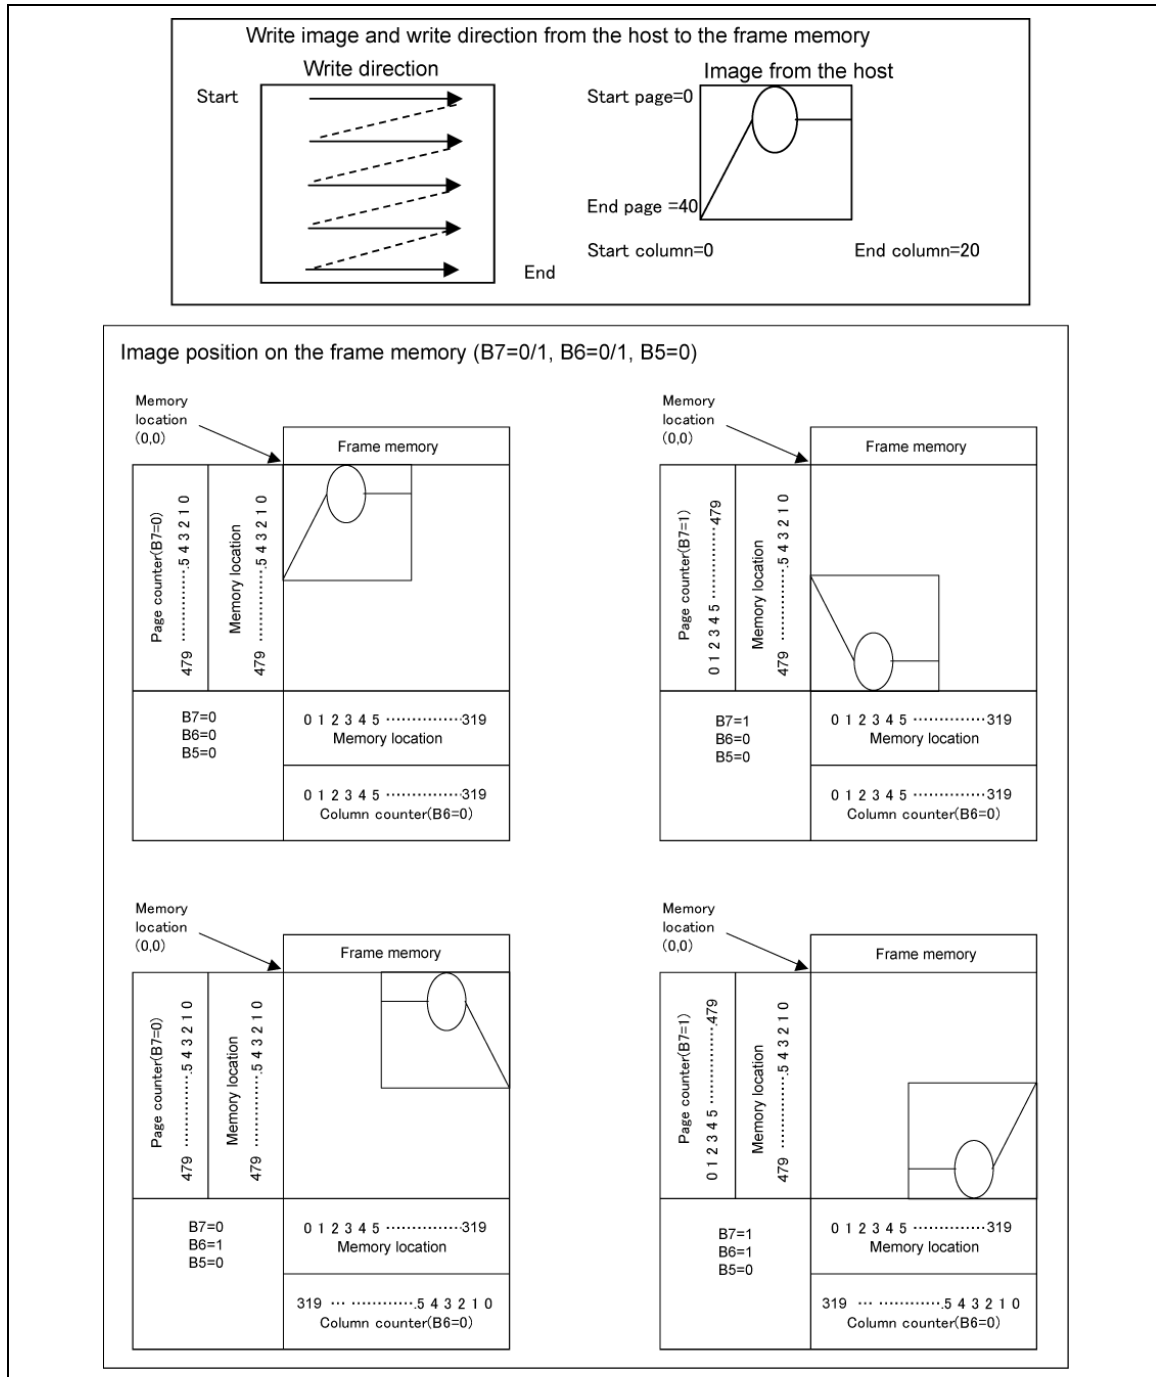 Write image and write direction from the host to the frame memory
Write direction
Image from the host
Start
Start page=0
End page =40
Start column=0
End column=20
End
Image position on the frame memory (B7=0/1, B6=0/1, B5=0)
Memory
location
(0,0)
Frame memory
Page counter(B7=0)
479 ................5 4 3 2 1 0
Memory location
479 ................5 4 3 2 1 0
B7=0
B6=0
B5=0
0 1 2 3 4 5 ...............319
Memory location
0 1 2 3 4 5 ...............319
Column counter(B6=0)
Memory
location
(0,0)
Frame memory
Page counter(B7=1)
0 1 2 3 4 5 ................479
Memory location
479 ................5 4 3 2 1 0
B7=1
B6=0
B5=0
0 1 2 3 4 5 ...............319
Memory location
0 1 2 3 4 5 ...............319
Column counter(B6=0)
Memory
location
(0,0)
Frame memory
Page counter(B7=0)
479 ................5 4 3 2 1 0
Memory location
479 ................5 4 3 2 1 0
B7=0
B6=1
B5=0
0 1 2 3 4 5 ...............319
Memory location
319 ... ............5 4 3 2 1 0
Column counter(B6=0)
Memory
location
(0,0)
Frame memory
Page counter(B7=1)
0 1 2 3 4 5 ................479
Memory location
479 ................5 4 3 2 1 0
B7=1
B6=1
B5=0
0 1 2 3 4 5 ...............319
Memory location
319 ... ............5 4 3 2 1 0
Column counter(B6=0)